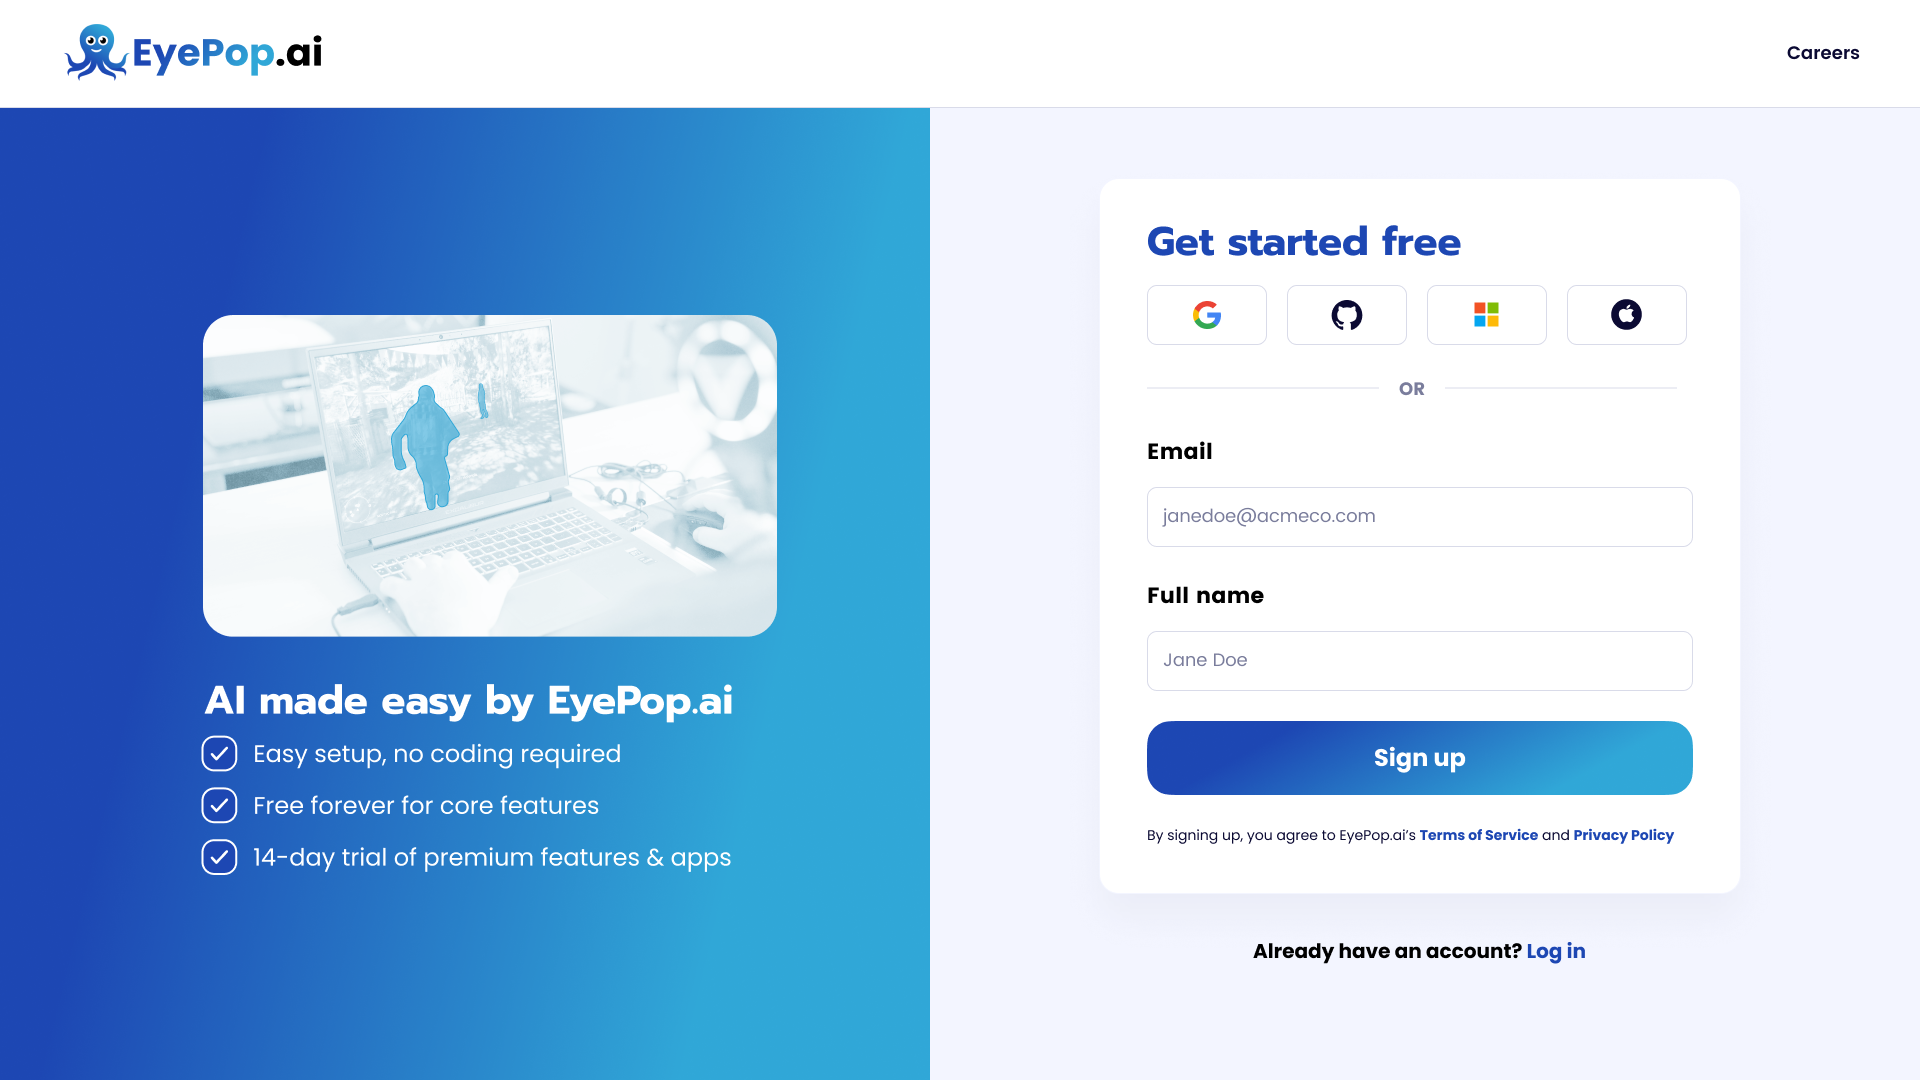 EyePop.ai
Careers
AI made easy by EyePop.ai
Easy setup, no coding required
Free forever for core features
14-day trial of premium features & apps
Get started free
OR
Email
janedoe@acmeco.com
Full name
Jane Doe
Sign up
By signing up, you agree to EyePop.ai’s Terms of Service and Privacy Policy
Already have an account? Log in